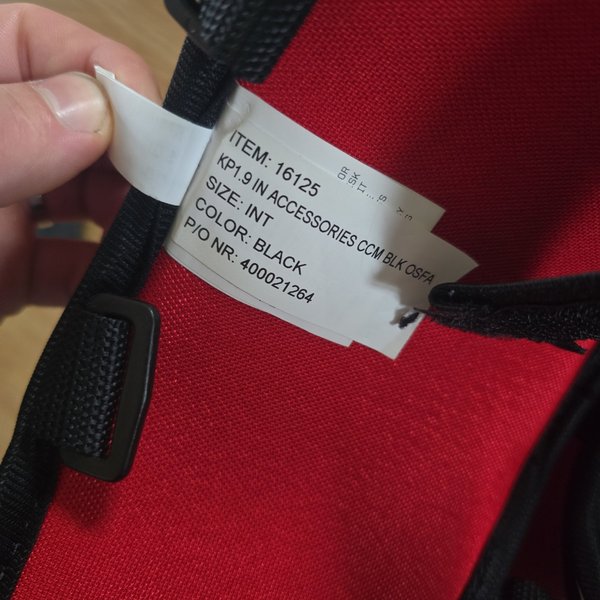 ITEM: 16125
KP1.9 IN ACCESSORIES CCM BLK OSFA
SIZE: INT
COLOR: BLACK
P/O NR: 400021264